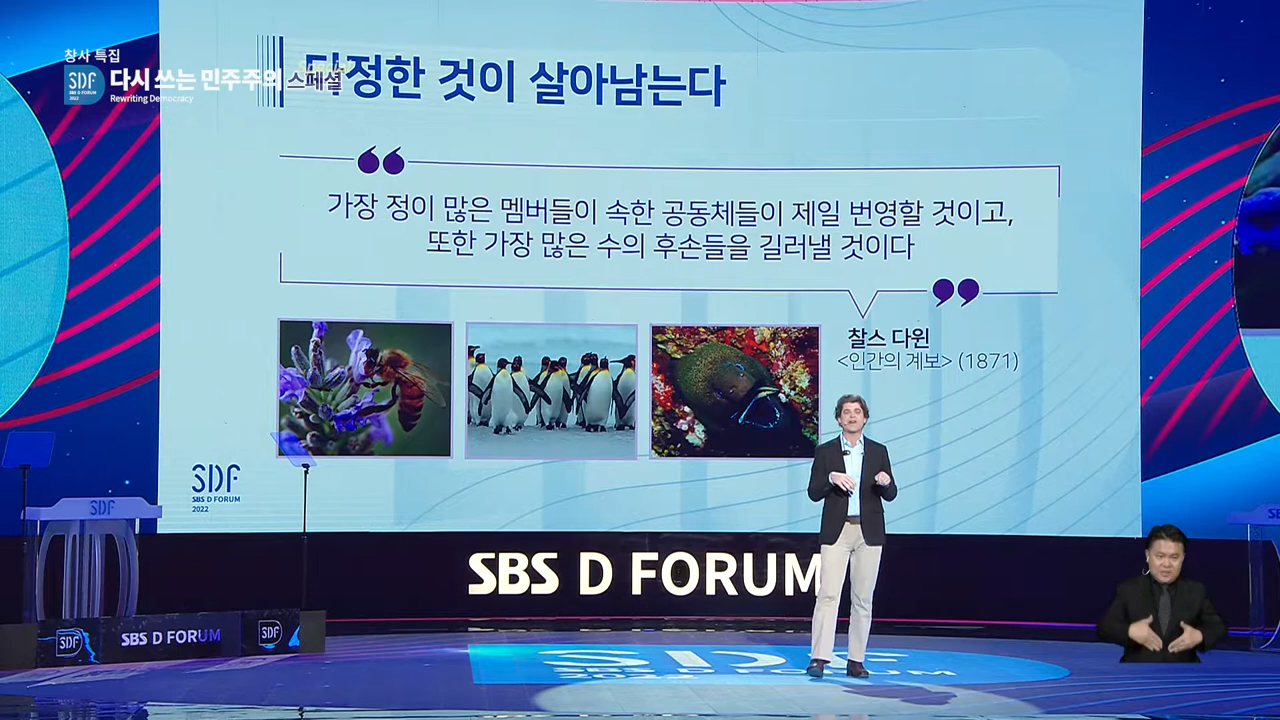 창사 특집
SDF
SBS D FORUM
2022
다시 쓰는 민주주의 스페셜
Rewriting Democracy
다정한 것이 살아남는다
가장 정이 많은 멤버들이 속한 공동체들이 제일 번영할 것이고,
또한 가장 많은 수의 후손들을 길러낼 것이다
찰스 다윈
<인간의 계보> (1871)
SDF
SBS D FORUM
2022
SDF
SBS D FORUM
SDF
SBS D FORUM
SDF
SDF
2022 D FORUM